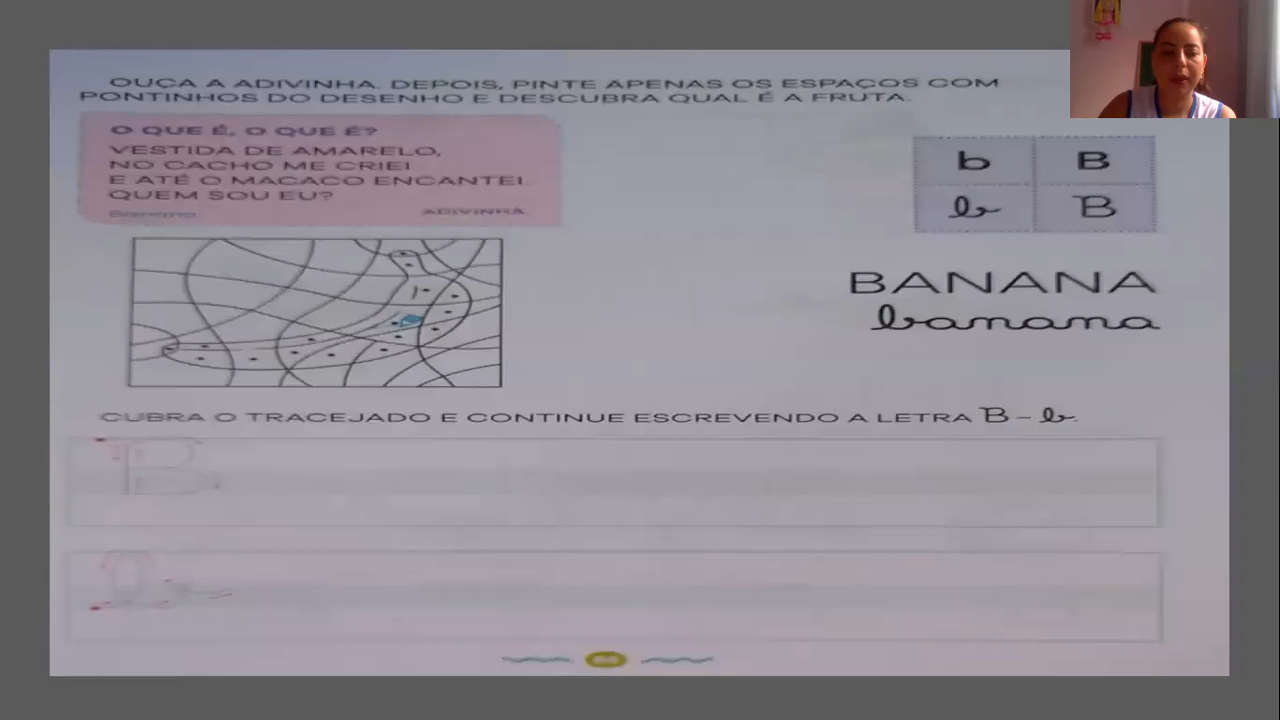 OUÇA A ADIVINHA. DEPOIS, PINTE APENAS OS ESPAÇOS COM
PONTINHOS DO DESENHO E DESCUBRA QUAL É A FRUTA.
O QUE É, O QUE É?
VESTIDA DE AMARELO,
NO CACHO ME CRIEI
E ATÉ O MACACO ENCANTEI.
QUEM SOU EU?
Banana ADIVINHA
b B
b B
BANANA
banana
CUBRA O TRACEJADO E CONTINUE ESCREVENDO A LETRA B – b.
B
b